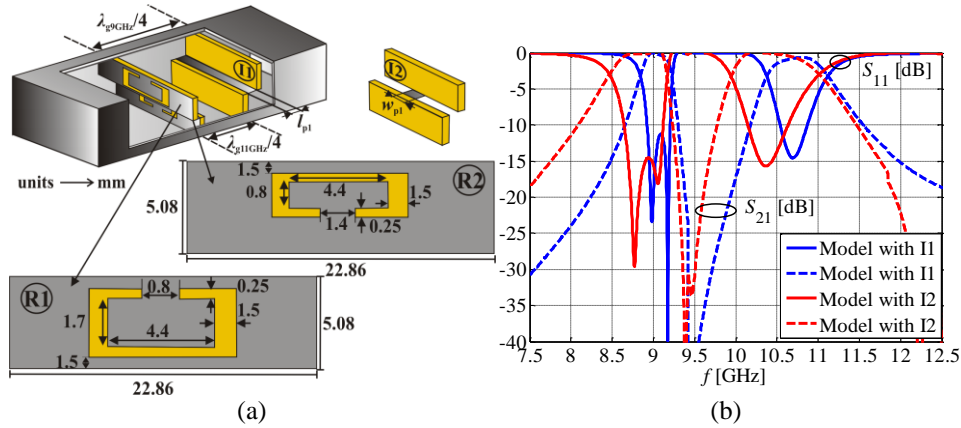 λg9GHz/4
I1
I2
wp1
lp1
λg11GHz/4
units → mm
R2
1.5
0.8
4.4
1.5
5.08
1.4
0.25
22.86
R1
0.8
0.25
1.7
4.4
1.5
5.08
1.5
22.86
(a)
0
-5
-10
-15
-20
-25
-30
-35
-40
7.5 8 8.5 9 9.5 10 10.5 11 11.5 12 12.5
f [GHz]
S11 [dB]
S21 [dB]
Model with I1
Model with I1
Model with I2
Model with I2
(b)